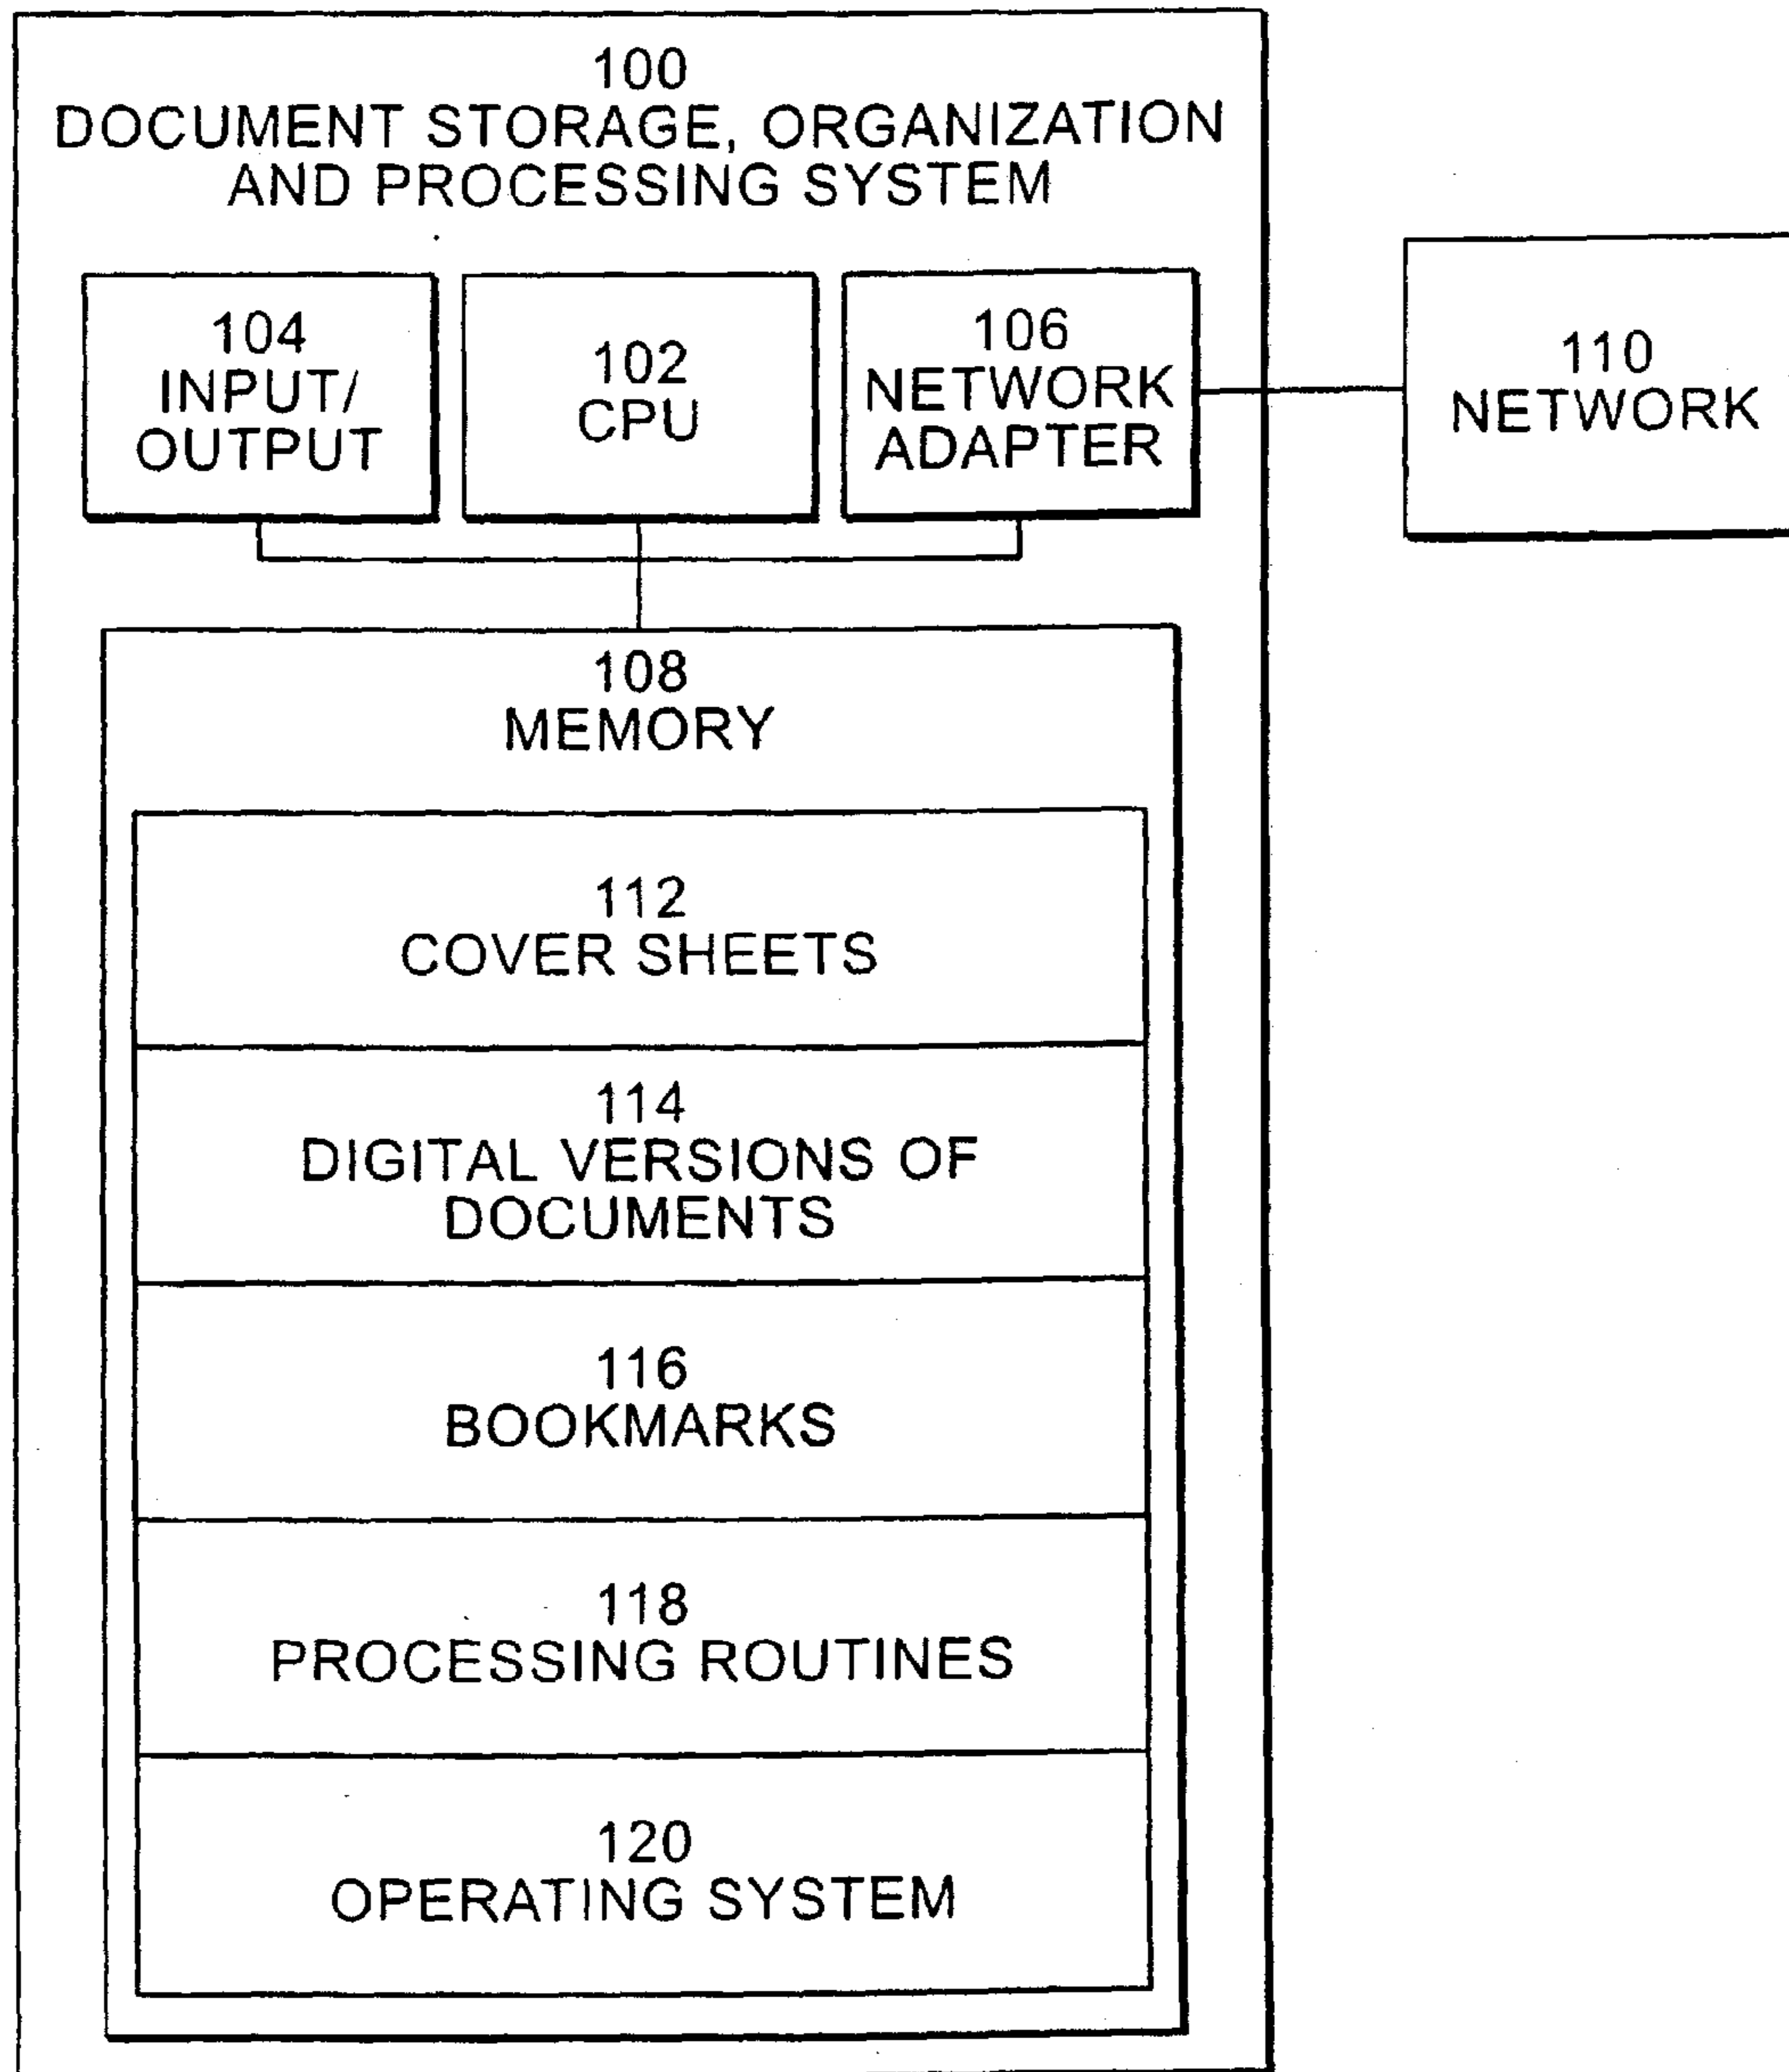 100
DOCUMENT STORAGE, ORGANIZATION
AND PROCESSING SYSTEM
104
INPUT/
OUTPUT
102
CPU
106
NETWORK
ADAPTER
110
NETWORK
108
MEMORY
112
COVER SHEETS
114
DIGITAL VERSIONS OF
DOCUMENTS
116
BOOKMARKS
118
PROCESSING ROUTINES
120
OPERATING SYSTEM